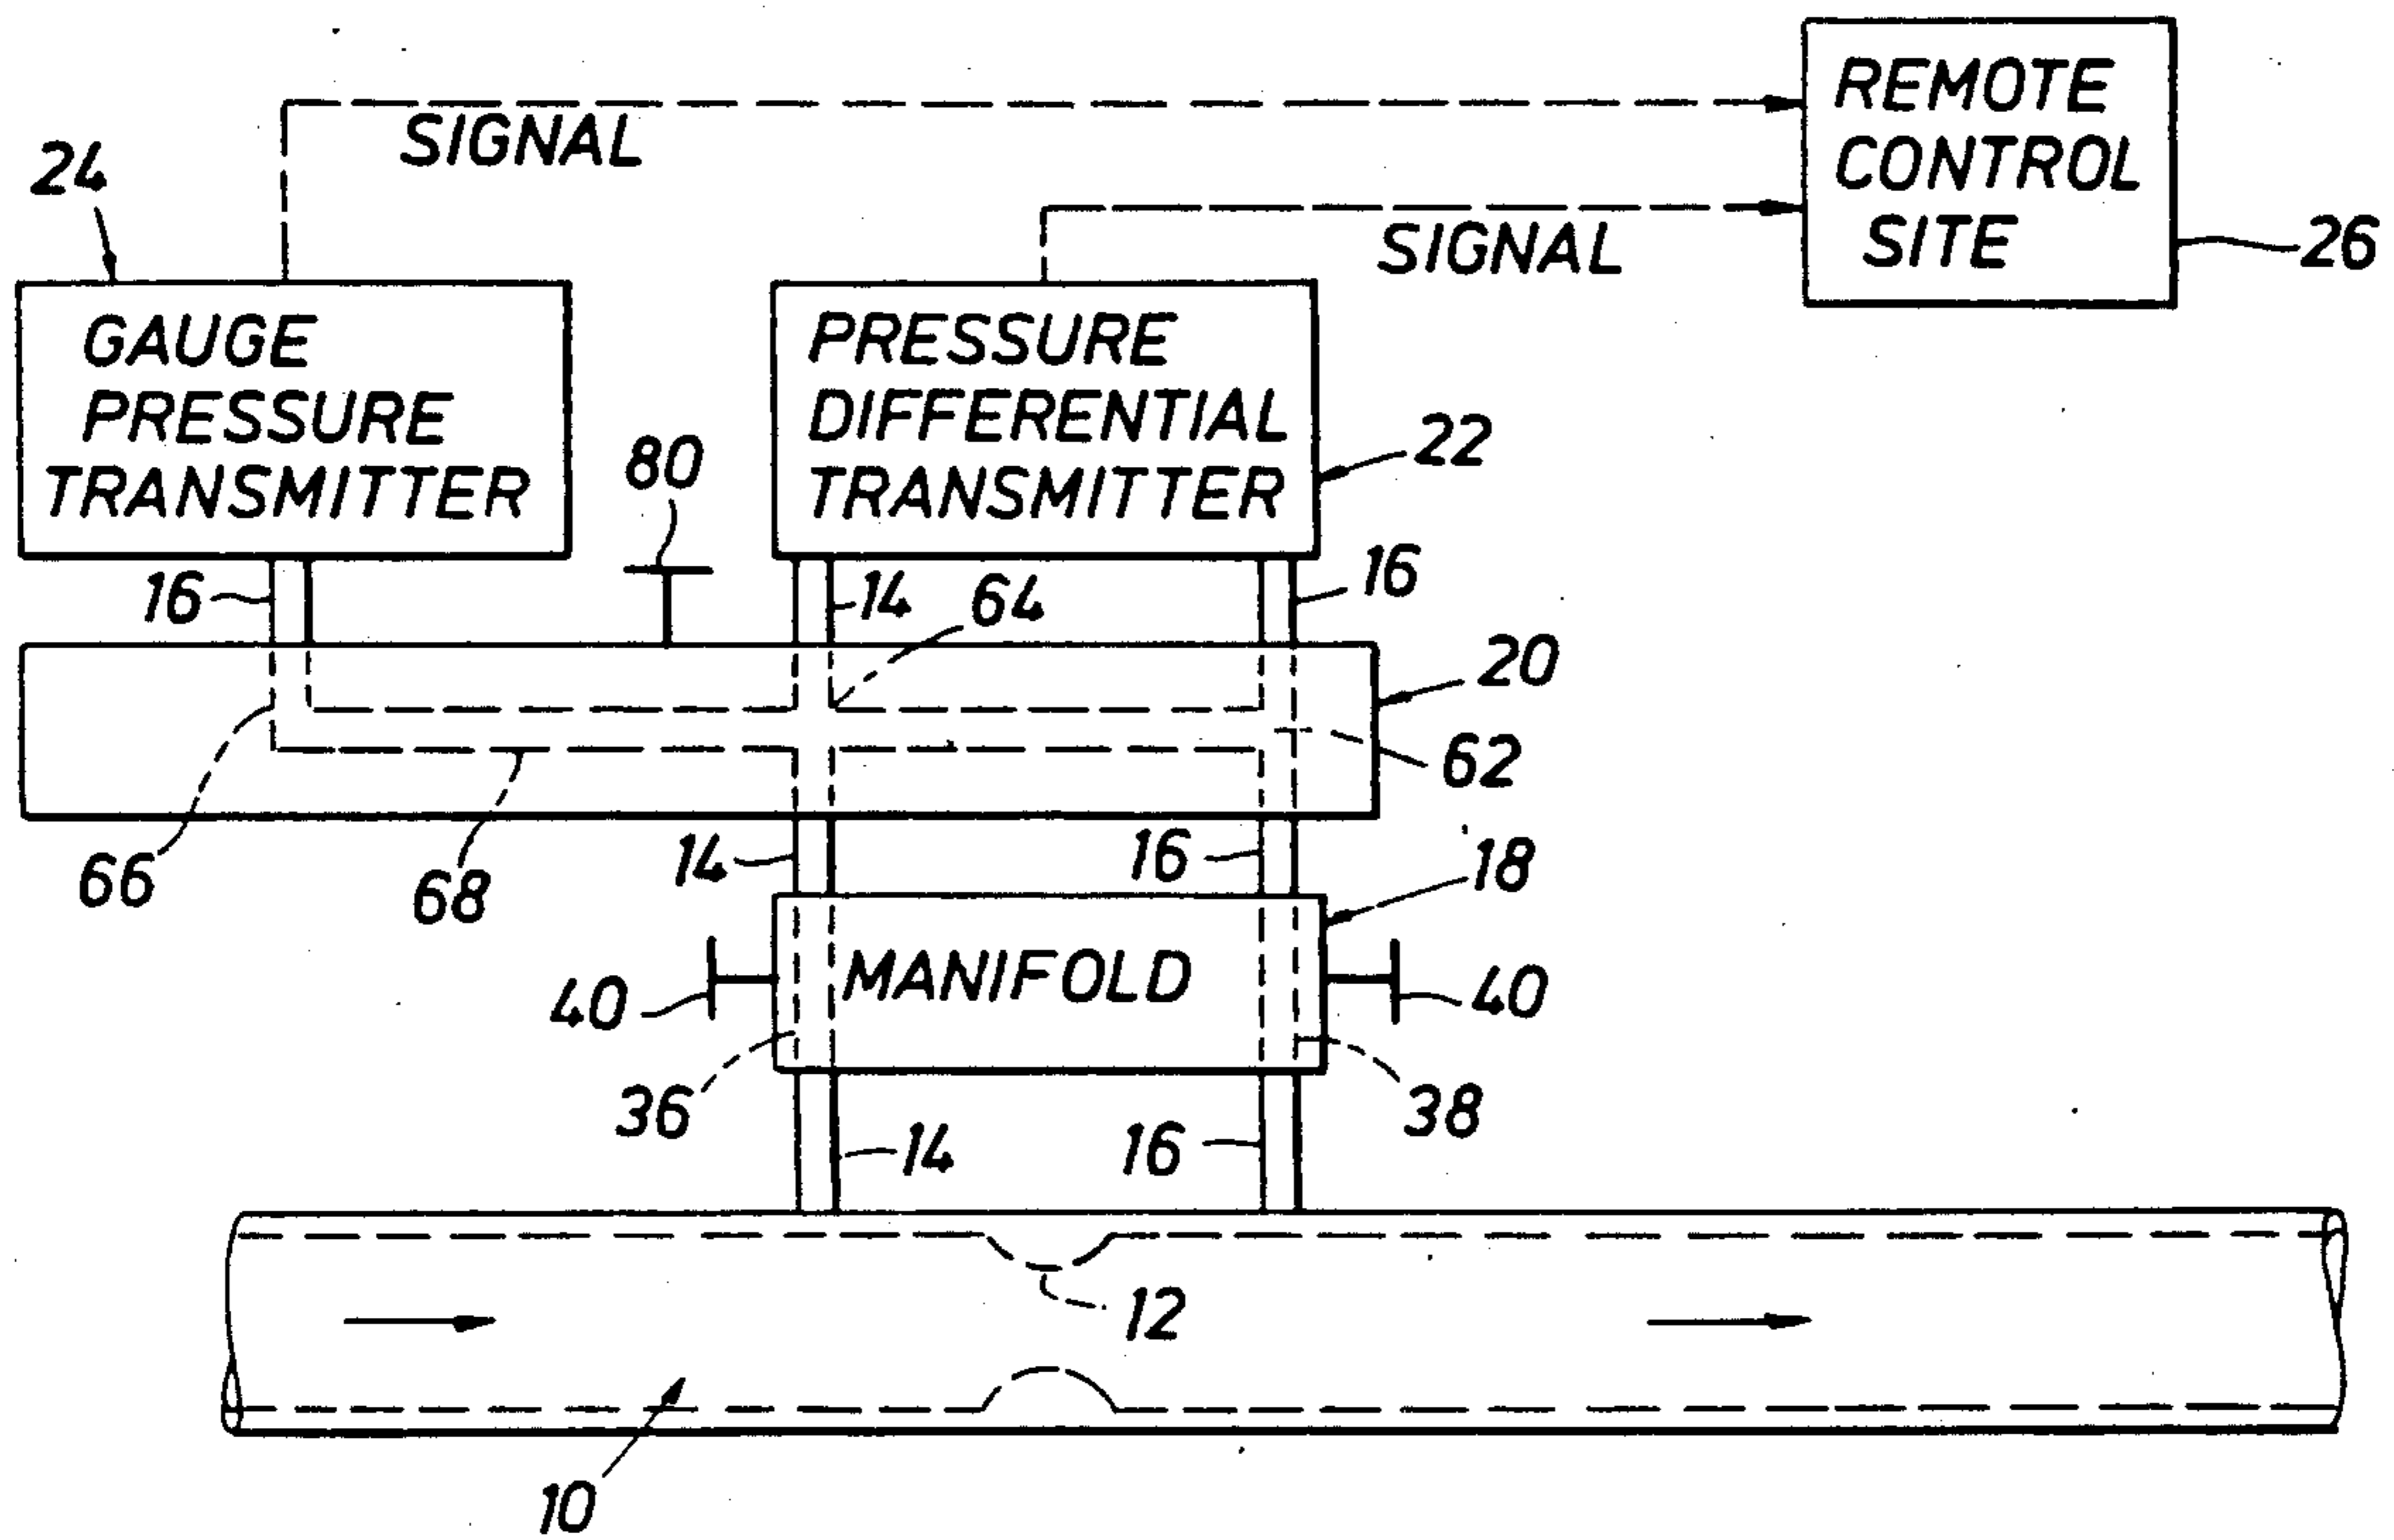 REMOTE
CONTROL
SITE
26
SIGNAL
SIGNAL
24
GAUGE
PRESSURE
TRANSMITTER
PRESSURE
DIFFERENTIAL
TRANSMITTER
22
80
16
14
64
16
20
62
66
68
14
16
18
MANIFOLD
40
40
36
38
14
16
12
10